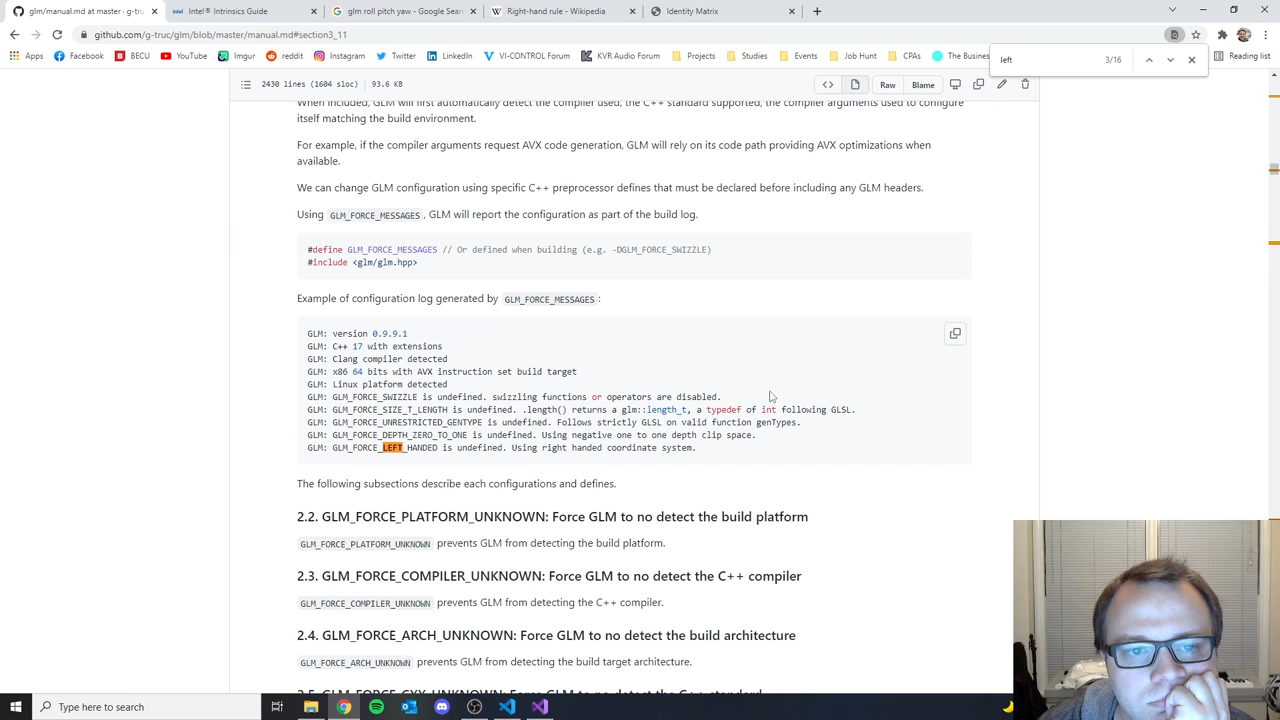 glm/manual.md at master · g-truc
Intel® Intrinsics Guide
glm roll pitch yaw - Google Sear
Right-hand rule - Wikipedia
Identity Matrix
github.com/g-truc/glm/blob/master/manual.md#section3_11
Apps
Facebook
BECU
YouTube
Imgur
reddit
Instagram
Twitter
LinkedIn
VI-CONTROL Forum
KVR Audio Forum
Projects
Studies
Events
Job Hunt
CPAs
The Busines
Reading list
left
3/16
2430 lines (1604 sloc)
93.6 KB
Raw
Blame
When included, GLM will first automatically detect the compiler used, the C++ standard supported, the compiler arguments used to configure
itself matching the build environment.
For example, if the compiler arguments request AVX code generation, GLM will rely on its code path providing AVX optimizations when
available.
We can change GLM configuration using specific C++ preprocessor defines that must be declared before including any GLM headers.
Using GLM_FORCE_MESSAGES, GLM will report the configuration as part of the build log.
#define GLM_FORCE_MESSAGES // Or defined when building (e.g. -DGLM_FORCE_SWIZZLE)
#include <glm/glm.hpp>
Example of configuration log generated by GLM_FORCE_MESSAGES:
GLM: version 0.9.9.1
GLM: C++ 17 with extensions
GLM: Clang compiler detected
GLM: x86 64 bits with AVX instruction set build target
GLM: Linux platform detected
GLM: GLM_FORCE_SWIZZLE is undefined. swizzling functions or operators are disabled.
GLM: GLM_FORCE_SIZE_T_LENGTH is undefined. .length() returns a glm::length_t, a typedef of int following GLSL.
GLM: GLM_FORCE_UNRESTRICTED_GENTYPE is undefined. Follows strictly GLSL on valid function genTypes.
GLM: GLM_FORCE_DEPTH_ZERO_TO_ONE is undefined. Using negative one to one depth clip space.
GLM: GLM_FORCE_LEFT_HANDED is undefined. Using right handed coordinate system.
The following subsections describe each configurations and defines.
2.2. GLM_FORCE_PLATFORM_UNKNOWN: Force GLM to no detect the build platform
GLM_FORCE_PLATFORM_UNKNOWN prevents GLM from detecting the build platform.
2.3. GLM_FORCE_COMPILER_UNKNOWN: Force GLM to no detect the C++ compiler
GLM_FORCE_COMPILER_UNKNOWN prevents GLM from detecting the C++ compiler.
2.4. GLM_FORCE_ARCH_UNKNOWN: Force GLM to no detect the build architecture
GLM_FORCE_ARCH_UNKNOWN prevents GLM from detecting the build target architecture.
2.5. GLM_FORCE_CXX_UNKNOWN: Force GLM to no detect the C++ standard
Type here to search